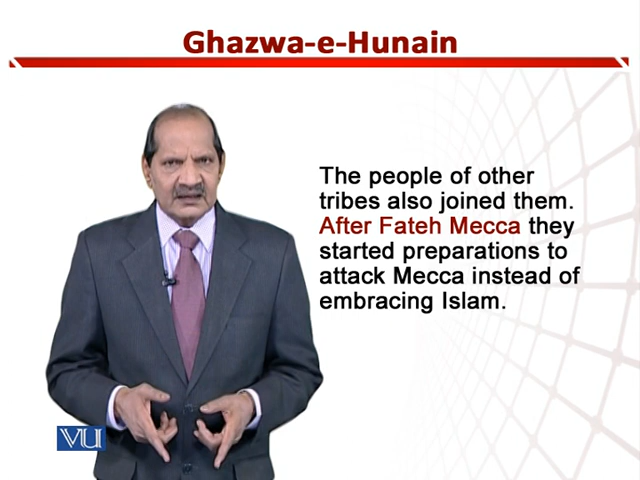 Ghazwa-e-Hunain
The people of other
tribes also joined them.
After Fateh Mecca they
started preparations to
attack Mecca instead of
embracing Islam.
VU